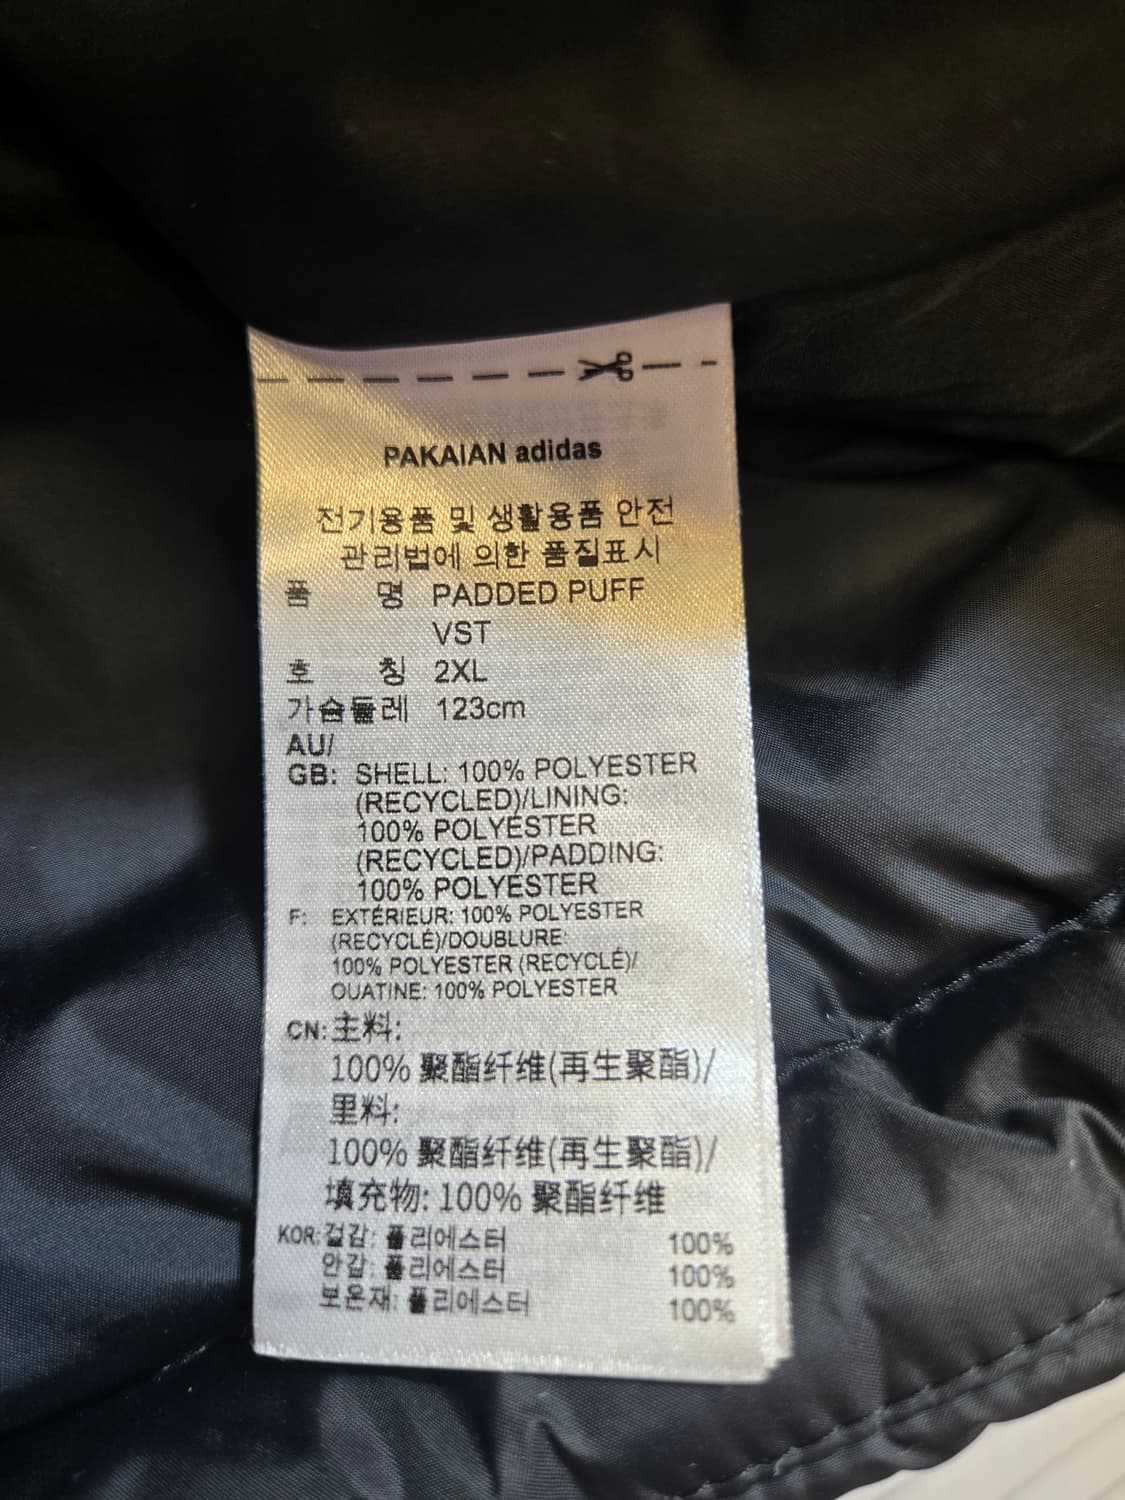 PAKAIAN adidas
전기용품 및 생활용품 안전
관리법에 의한 품질표시
품 명 PADDED PUFF
VST
호 칭 2XL
가슴둘레 123cm
AU/
GB: SHELL: 100% POLYESTER
(RECYCLED)/LINING:
100% POLYESTER
(RECYCLED)/PADDING:
100% POLYESTER
F: EXTÉRIEUR: 100% POLYESTER
(RECYCLÉ)/DOUBLURE:
100% POLYESTER (RECYCLÉ)/
OUATINE: 100% POLYESTER
CN: 主料:
100% 聚酯纤维(再生聚酯)/
里料:
100% 聚酯纤维(再生聚酯)/
填充物: 100% 聚酯纤维
KOR: 겉감: 폴리에스터 100%
안감: 폴리에스터 100%
보온재: 폴리에스터 100%